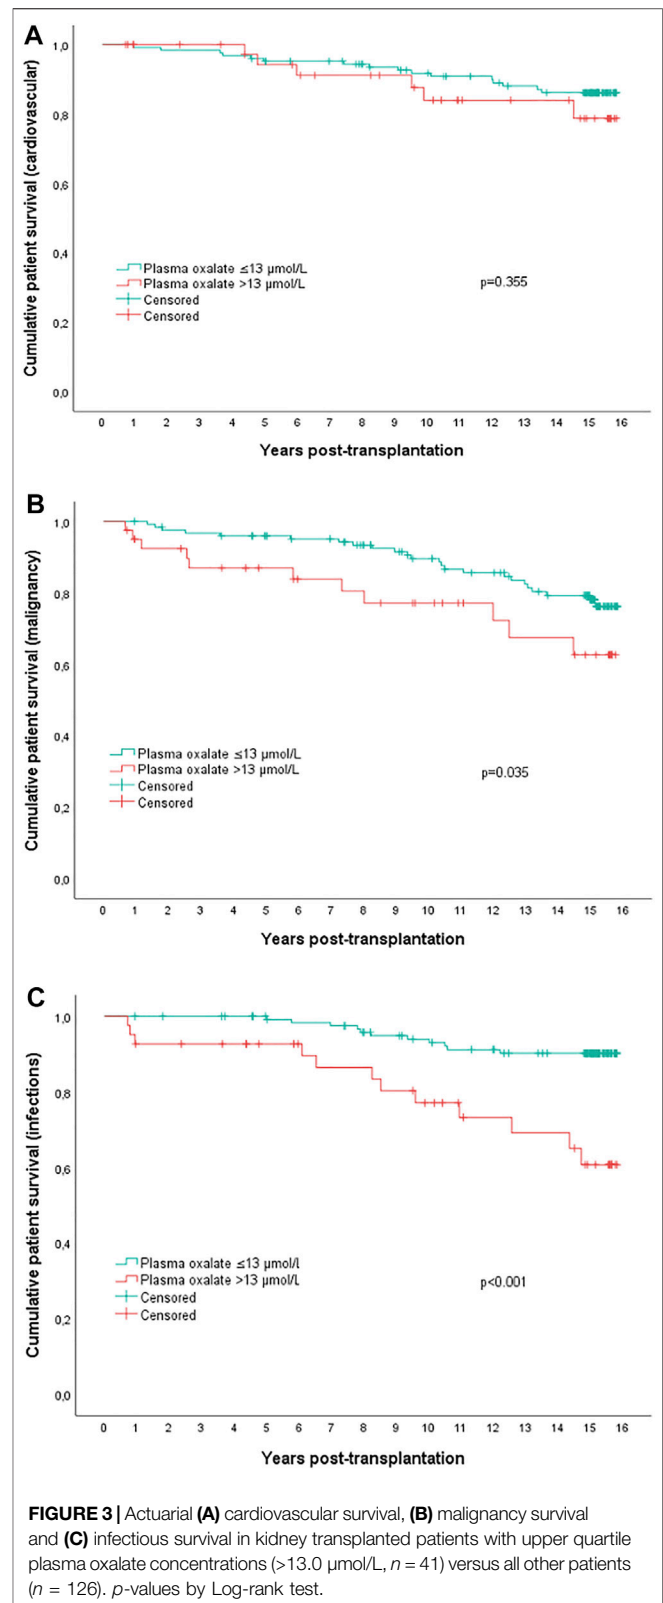 A
Cumulative patient survival (cardiovascular)
1,0
0,8
0,6
0,4
0,2
0,0
Plasma oxalate ≤13 µmol/L
Plasma oxalate >13 µmol/L
Censored
Censored
p=0.355
0 1 2 3 4 5 6 7 8 9 10 11 12 13 14 15 16
Years post-transplantation
B
Cumulative patient survival (malignancy)
1,0
0,8
0,6
0,4
0,2
0,0
Plasma oxalate ≤13 µmol/L
Plasma oxalate >13 µmol/L
Censored
Censored
p=0.035
0 1 2 3 4 5 6 7 8 9 10 11 12 13 14 15 16
Years post-transplantation
C
Cumulative patient survival (infections)
1,0
0,8
0,6
0,4
0,2
0,0
Plasma oxalate ≤13 µmol/L
Plasma oxalate >13 µmol/L
Censored
Censored
p<0.001
0 1 2 3 4 5 6 7 8 9 10 11 12 13 14 15 16
Years post-transplantation
FIGURE 3 | Actuarial (A) cardiovascular survival, (B) malignancy survival
and (C) infectious survival in kidney transplanted patients with upper quartile
plasma oxalate concentrations (>13.0 µmol/L, n = 41) versus all other patients
(n = 126). p-values by Log-rank test.